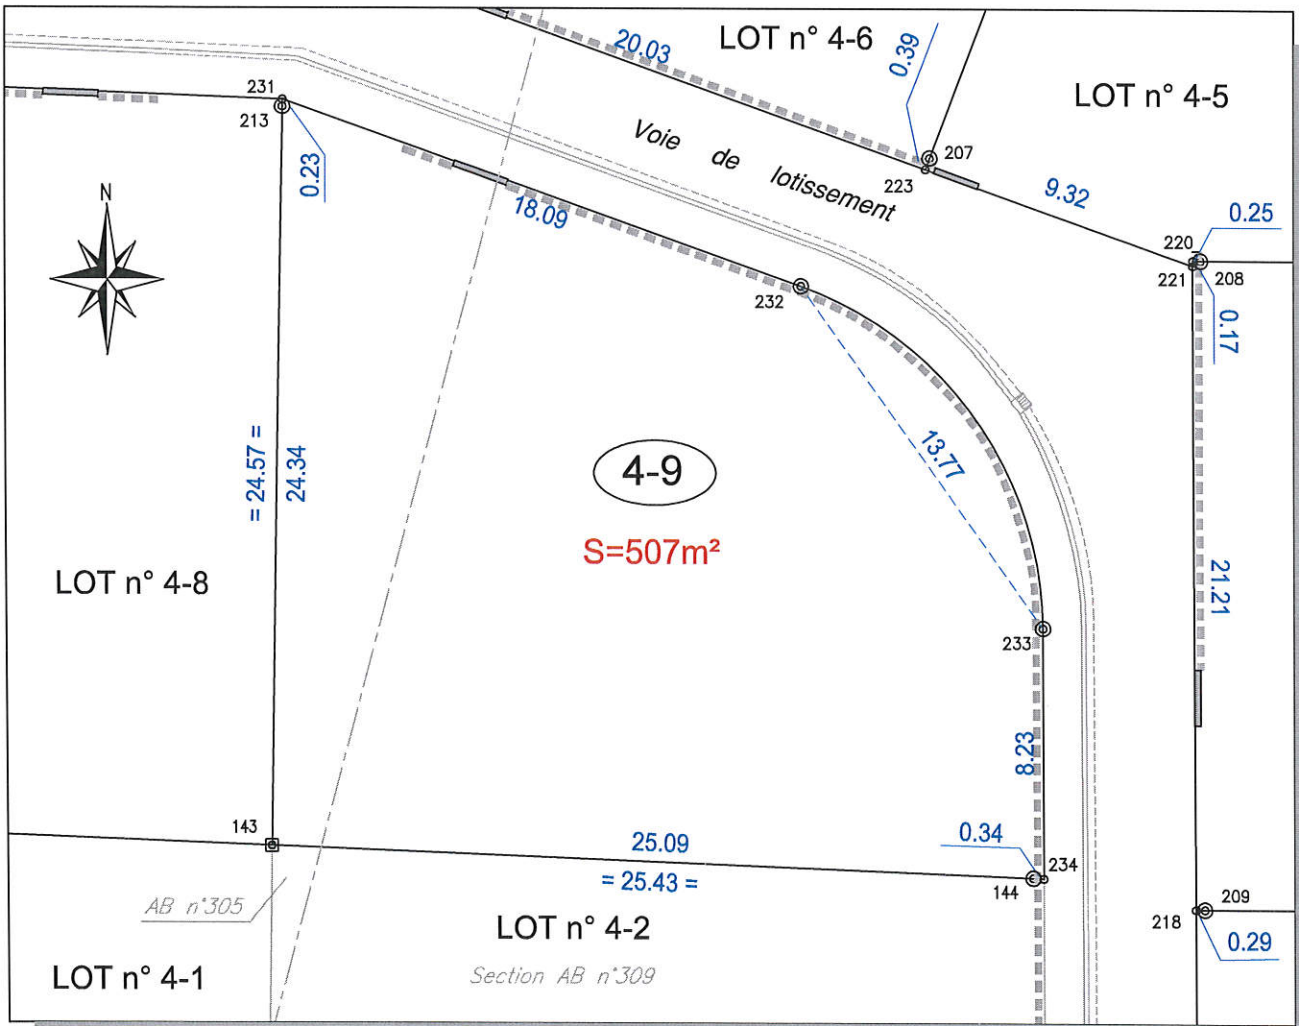 20.03
LOT n° 4-6
0.39
LOT n° 4-5
231
213
0.23
Voie de lotissement
207
223
9.32
N
18.09
220
0.25
221
208
0.17
232
= 24.57 =
24.34
4-9
13.77
S=507m²
LOT n° 4-8
21.21
233
8.23
143
25.09
0.34
234
= 25.43 =
144
AB n°305
LOT n° 4-2
209
218
0.29
LOT n° 4-1
Section AB n°309